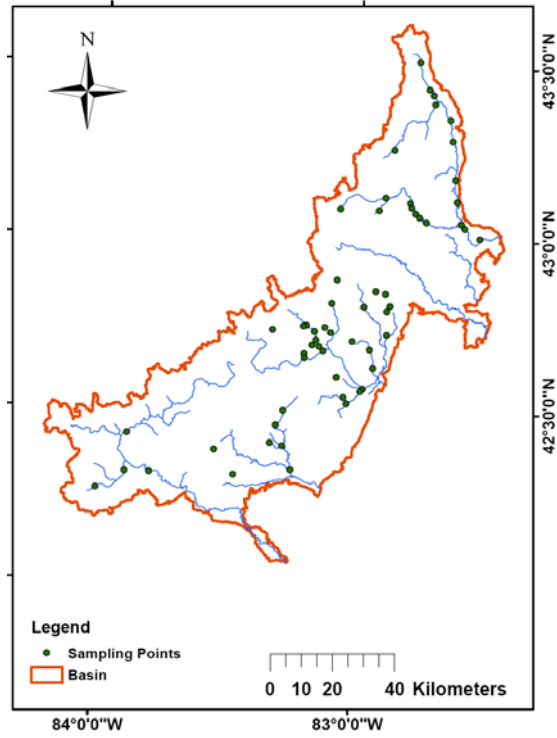 N
43°30'0"N
43°0'0"N
42°30'0"N
Legend
Sampling Points
Basin
0 10 20 40 Kilometers
84°0'0"W 83°0'0"W